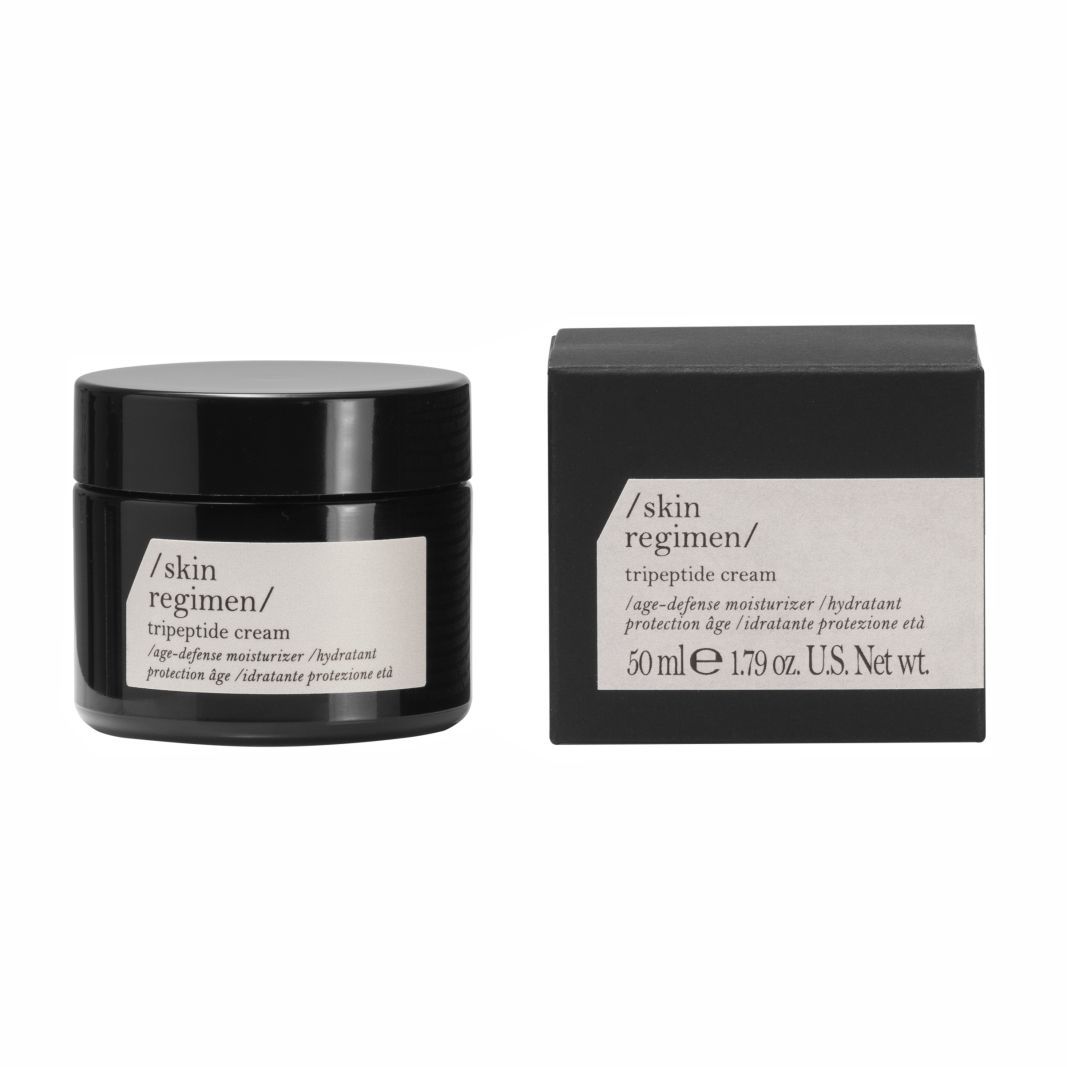 /skin
regimen/
tripeptide cream
/age-defense moisturizer /hydratant
protection âge /idratante protezione età
/skin
regimen/
tripeptide cream
/age-defense moisturizer /hydratant
protection âge /idratante protezione età
50 ml ℮ 1.79 oz. U.S. Net wt.